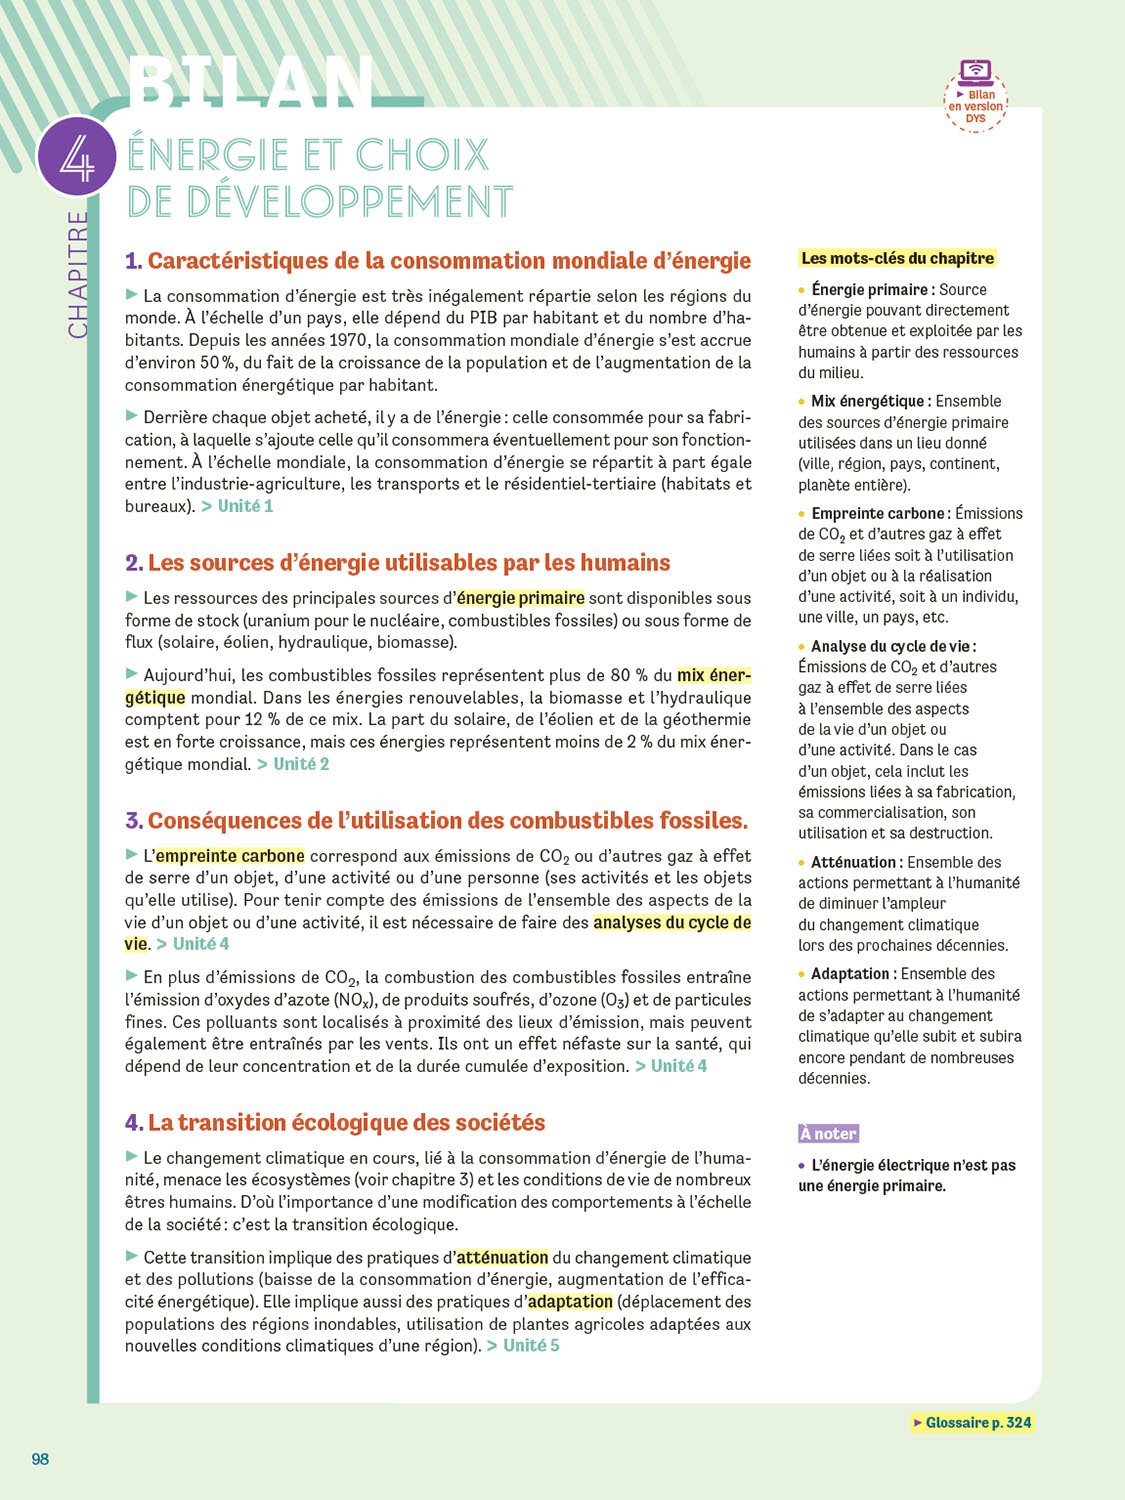 BILAN
Bilan
en version
DYS
4
CHAPITRE
ÉNERGIE ET CHOIX
DE DÉVELOPPEMENT
1. Caractéristiques de la consommation mondiale d’énergie
► La consommation d’énergie est très inégalement répartie selon les régions du
monde. À l’échelle d’un pays, elle dépend du PIB par habitant et du nombre d’ha-
bitants. Depuis les années 1970, la consommation mondiale d’énergie s’est accrue
d’environ 50 %, du fait de la croissance de la population et de l’augmentation de la
consommation énergétique par habitant.
► Derrière chaque objet acheté, il y a de l’énergie : celle consommée pour sa fabri-
cation, à laquelle s’ajoute celle qu’il consommera éventuellement pour son fonction-
nement. À l’échelle mondiale, la consommation d’énergie se répartit à part égale
entre l’industrie-agriculture, les transports et le résidentiel-tertiaire (habitats et
bureaux). > Unité 1
2. Les sources d’énergie utilisables par les humains
► Les ressources des principales sources d’énergie primaire sont disponibles sous
forme de stock (uranium pour le nucléaire, combustibles fossiles) ou sous forme de
flux (solaire, éolien, hydraulique, biomasse).
► Aujourd’hui, les combustibles fossiles représentent plus de 80 % du mix éner-
gétique mondial. Dans les énergies renouvelables, la biomasse et l’hydraulique
comptent pour 12 % de ce mix. La part du solaire, de l’éolien et de la géothermie
est en forte croissance, mais ces énergies représentent moins de 2 % du mix éner-
gétique mondial. > Unité 2
3. Conséquences de l’utilisation des combustibles fossiles.
► L’empreinte carbone correspond aux émissions de CO₂ ou d’autres gaz à effet
de serre d’un objet, d’une activité ou d’une personne (ses activités et les objets
qu’elle utilise). Pour tenir compte des émissions de l’ensemble des aspects de la
vie d’un objet ou d’une activité, il est nécessaire de faire des analyses du cycle de
vie. > Unité 4
► En plus d’émissions de CO₂, la combustion des combustibles fossiles entraîne
l’émission d’oxydes d’azote (NOₓ), de produits soufrés, d’ozone (O₃) et de particules
fines. Ces polluants sont localisés à proximité des lieux d’émission, mais peuvent
également être entraînés par les vents. Ils ont un effet néfaste sur la santé, qui
dépend de leur concentration et de la durée cumulée d’exposition. > Unité 4
4. La transition écologique des sociétés
► Le changement climatique en cours, lié à la consommation d’énergie de l’huma-
nité, menace les écosystèmes (voir chapitre 3) et les conditions de vie de nombreux
êtres humains. D’où l’importance d’une modification des comportements à l’échelle
de la société : c’est la transition écologique.
► Cette transition implique des pratiques d’atténuation du changement climatique
et des pollutions (baisse de la consommation d’énergie, augmentation de l’effica-
cité énergétique). Elle implique aussi des pratiques d’adaptation (déplacement des
populations des régions inondables, utilisation de plantes agricoles adaptées aux
nouvelles conditions climatiques d’une région). > Unité 5
Les mots-clés du chapitre
• Énergie primaire : Source
d’énergie pouvant directement
être obtenue et exploitée par les
humains à partir des ressources
du milieu.
• Mix énergétique : Ensemble
des sources d’énergie primaire
utilisées dans un lieu donné
(ville, région, pays, continent,
planète entière).
• Empreinte carbone : Émissions
de CO₂ et d’autres gaz à effet
de serre liées soit à l’utilisation
d’un objet ou à la réalisation
d’une activité, soit à un individu,
une ville, un pays, etc.
• Analyse du cycle de vie :
Émissions de CO₂ et d’autres
gaz à effet de serre liées
à l’ensemble des aspects
de la vie d’un objet ou
d’une activité. Dans le cas
d’un objet, cela inclut les
émissions liées à sa fabrication,
sa commercialisation, son
utilisation et sa destruction.
• Atténuation : Ensemble des
actions permettant à l’humanité
de diminuer l’ampleur
du changement climatique
lors des prochaines décennies.
• Adaptation : Ensemble des
actions permettant à l’humanité
de s’adapter au changement
climatique qu’elle subit et subira
encore pendant de nombreuses
décennies.
À noter
• L’énergie électrique n’est pas
une énergie primaire.
► Glossaire p. 324
98